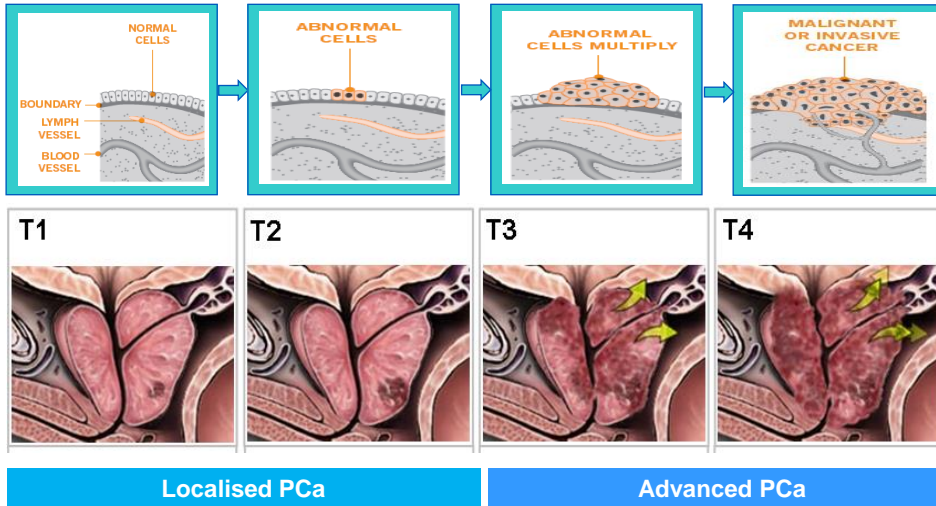 NORMAL
CELLS
BOUNDARY
LYMPH
VESSEL
BLOOD
VESSEL
ABNORMAL
CELLS
ABNORMAL
CELLS MULTIPLY
MALIGNANT
OR INVASIVE
CANCER
T1
T2
T3
T4
Localised PCa
Advanced PCa